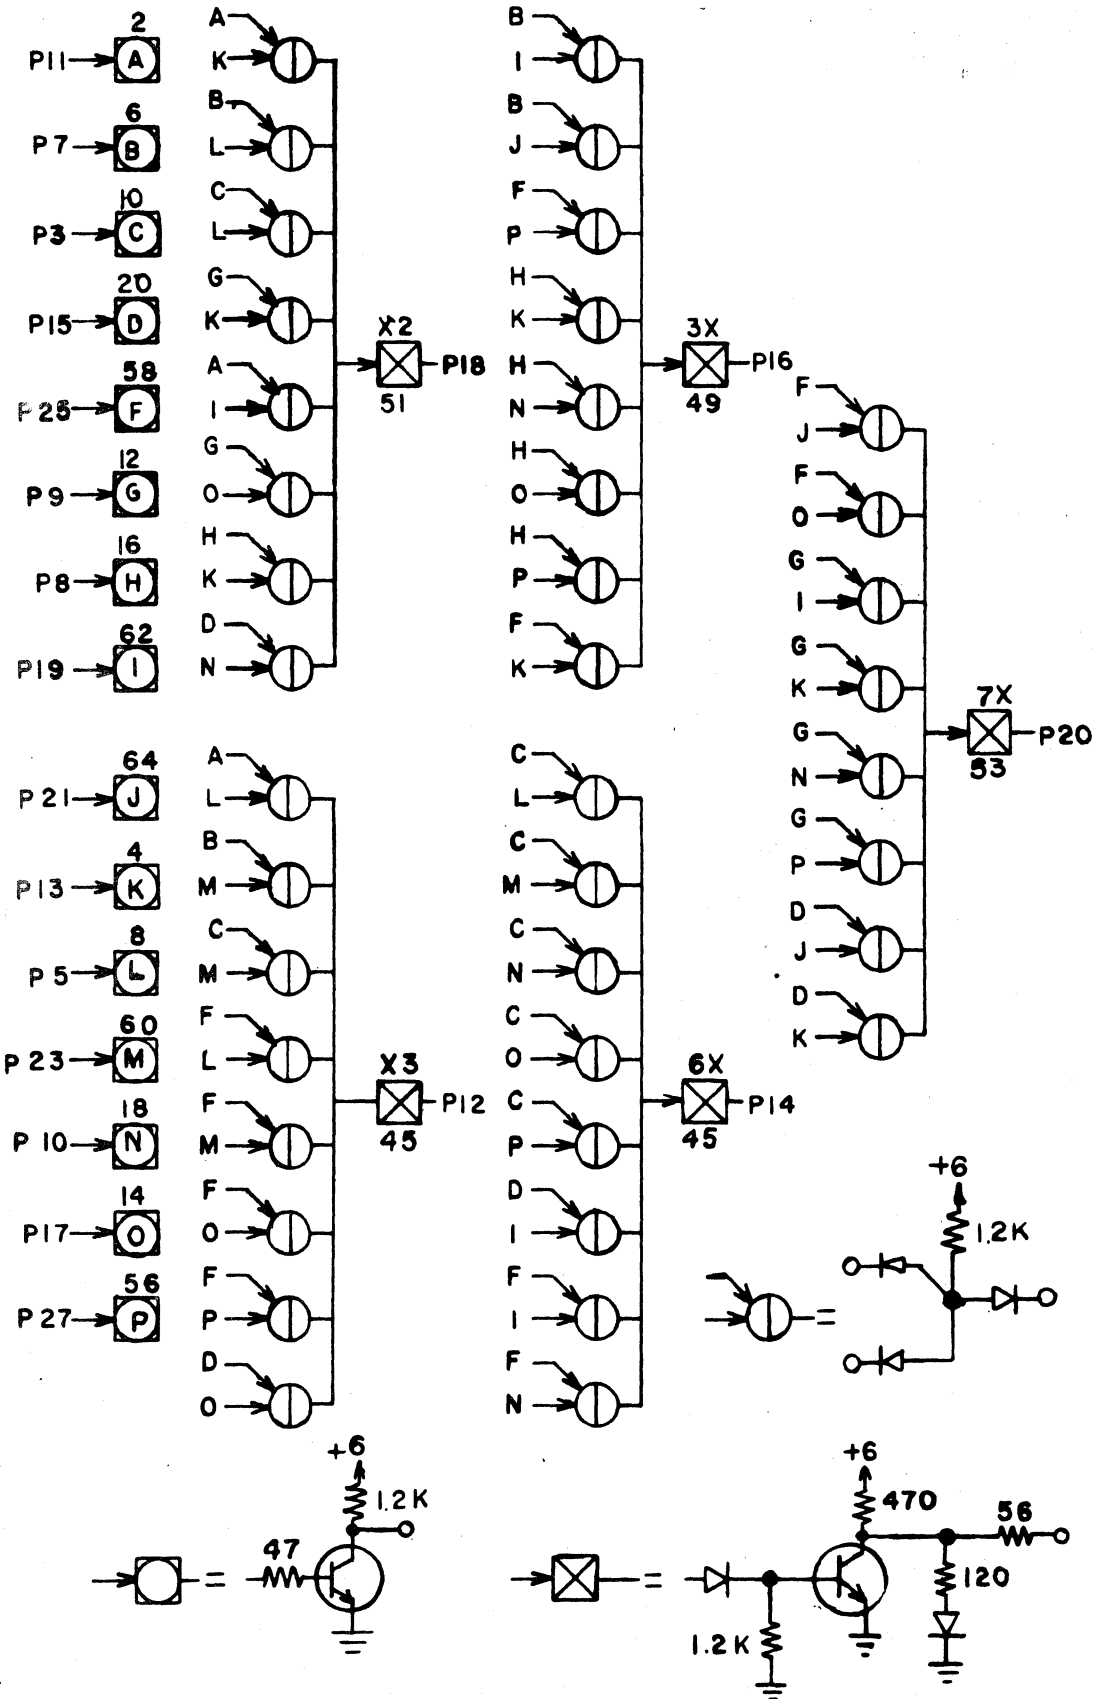 2
P11 A
6
P7 B
10
P3 C
20
P15 D
58
P25 F
12
P9 G
16
P8 H
62
P19 I
64
P21 J
4
P13 K
8
P5 L
60
P23 M
18
P10 N
14
P17 O
56
P27 P
A
K
B
L
C
L
G
K
A
I
G
O
H
K
D
N
X2
P18
51
A
L
B
M
C
M
F
L
F
M
F
O
F
P
D
O
X3
P12
45
B
I
B
J
F
P
H
K
H
N
H
O
H
P
F
K
3X
P16
49
C
L
C
M
C
N
C
O
C
P
D
I
F
I
F
N
6X
P14
45
F
J
F
O
G
I
G
K
G
N
G
P
D
J
D
K
7X
P20
53
=
+6
1.2K
=
47
+6
1.2K
=
1.2K
+6
470
56
120